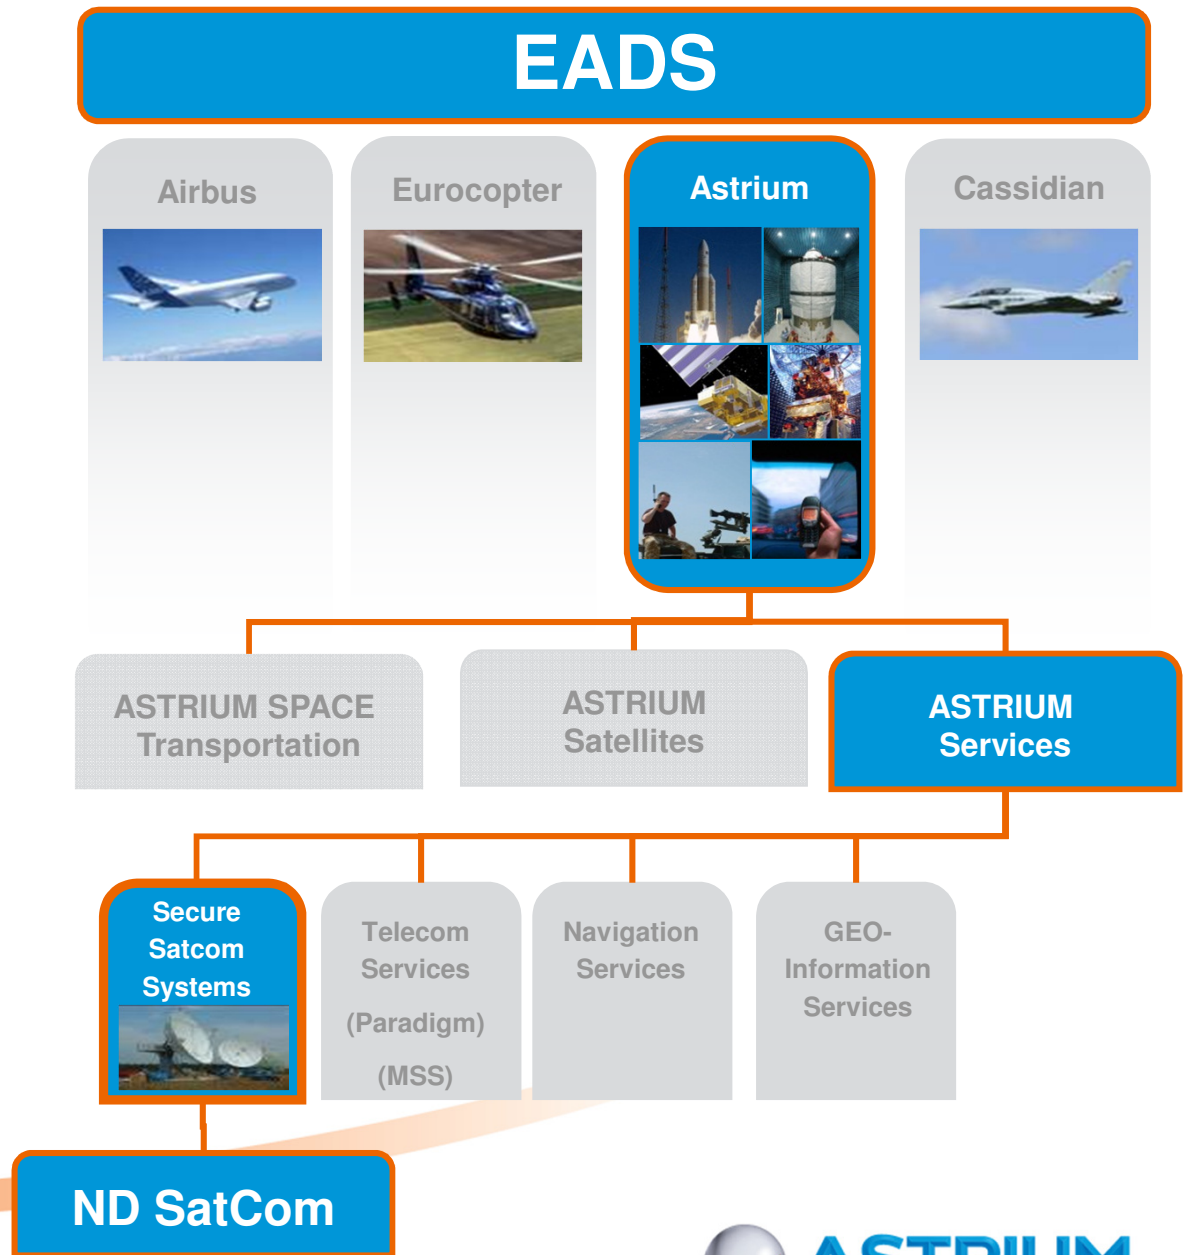 EADS
Airbus
Eurocopter
Astrium
Cassidian
ASTRIUM SPACE
Transportation
ASTRIUM
Satellites
ASTRIUM
Services
Secure
Satcom
Systems
Telecom
Services
(Paradigm)
(MSS)
Navigation
Services
GEO-
Information
Services
ND SatCom
ASTRIUM